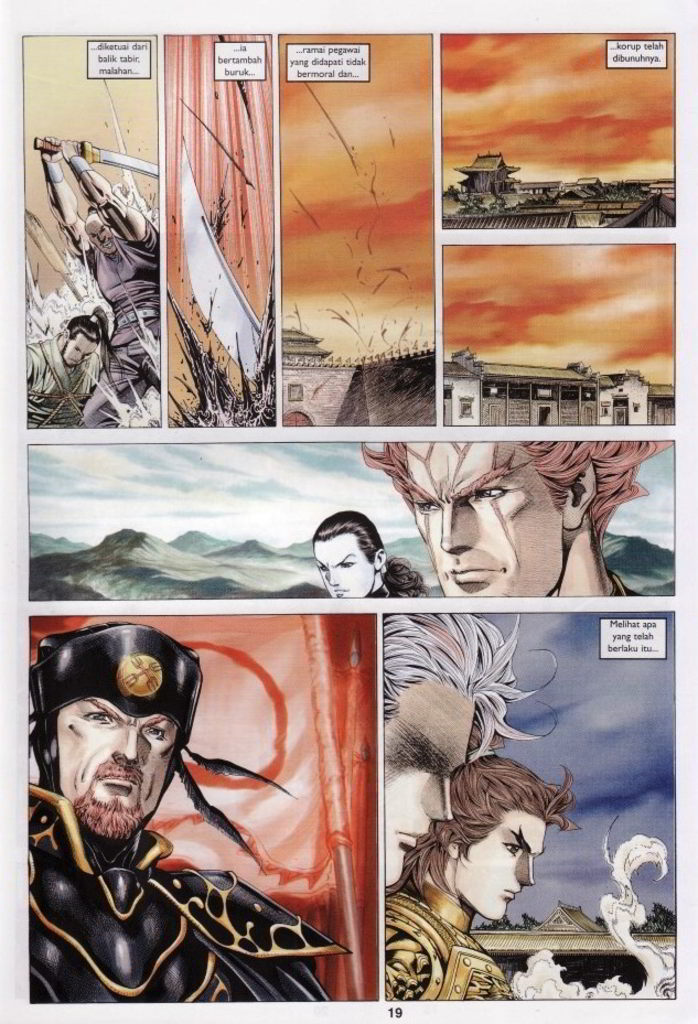 ...diketuai dari
balik tabir,
malahan...
...ia
bertambah
buruk...
...ramai pegawai
yang didapati tidak
bermoral dan...
...korup telah
dibunuhnya.
Melihat apa
yang telah
berlaku itu...
19